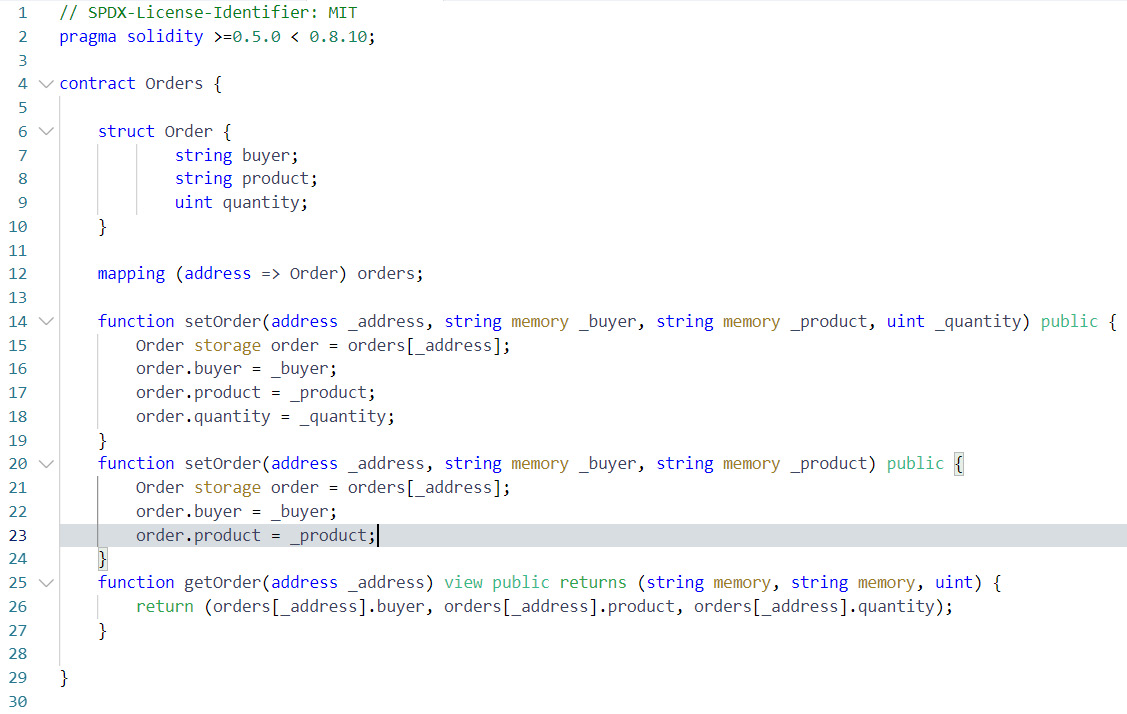 1 // SPDX-License-Identifier: MIT
2 pragma solidity >=0.5.0 < 0.8.10;
3
4 contract Orders {
5
6 struct Order {
7 string buyer;
8 string product;
9 uint quantity;
10 }
11
12 mapping (address => Order) orders;
13
14 function setOrder(address _address, string memory _buyer, string memory _product, uint _quantity) public {
15 Order storage order = orders[_address];
16 order.buyer = _buyer;
17 order.product = _product;
18 order.quantity = _quantity;
19 }
20 function setOrder(address _address, string memory _buyer, string memory _product) public {
21 Order storage order = orders[_address];
22 order.buyer = _buyer;
23 order.product = _product;
24 }
25 function getOrder(address _address) view public returns (string memory, string memory, uint) {
26 return (orders[_address].buyer, orders[_address].product, orders[_address].quantity);
27 }
28
29 }
30